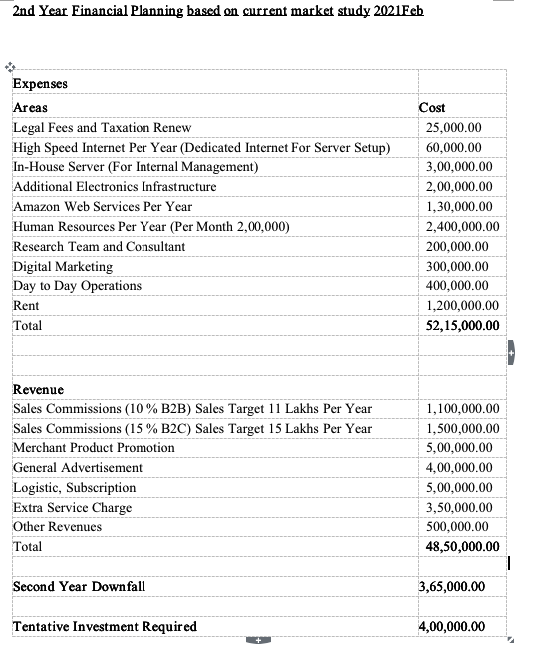 2nd Year Financial Planning based on current market study 2021Feb
Expenses
Areas Cost
Legal Fees and Taxation Renew 25,000.00
High Speed Internet Per Year (Dedicated Internet For Server Setup) 60,000.00
In-House Server (For Internal Management) 3,00,000.00
Additional Electronics Infrastructure 2,00,000.00
Amazon Web Services Per Year 1,30,000.00
Human Resources Per Year (Per Month 2,00,000) 2,400,000.00
Research Team and Consultant 200,000.00
Digital Marketing 300,000.00
Day to Day Operations 400,000.00
Rent 1,200,000.00
Total 52,15,000.00
Revenue
Sales Commissions (10 % B2B) Sales Target 11 Lakhs Per Year 1,100,000.00
Sales Commissions (15 % B2C) Sales Target 15 Lakhs Per Year 1,500,000.00
Merchant Product Promotion 5,00,000.00
General Advertisement 4,00,000.00
Logistic, Subscription 5,00,000.00
Extra Service Charge 3,50,000.00
Other Revenues 500,000.00
Total 48,50,000.00
Second Year Downfall 3,65,000.00
Tentative Investment Required 4,00,000.00